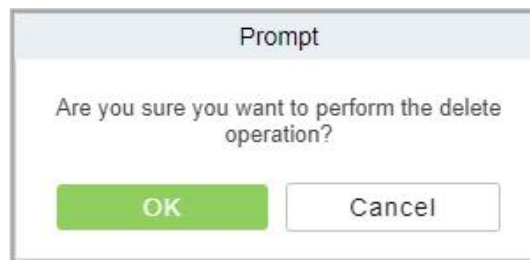 Prompt
Are you sure you want to perform the delete
operation?
OK
Cancel